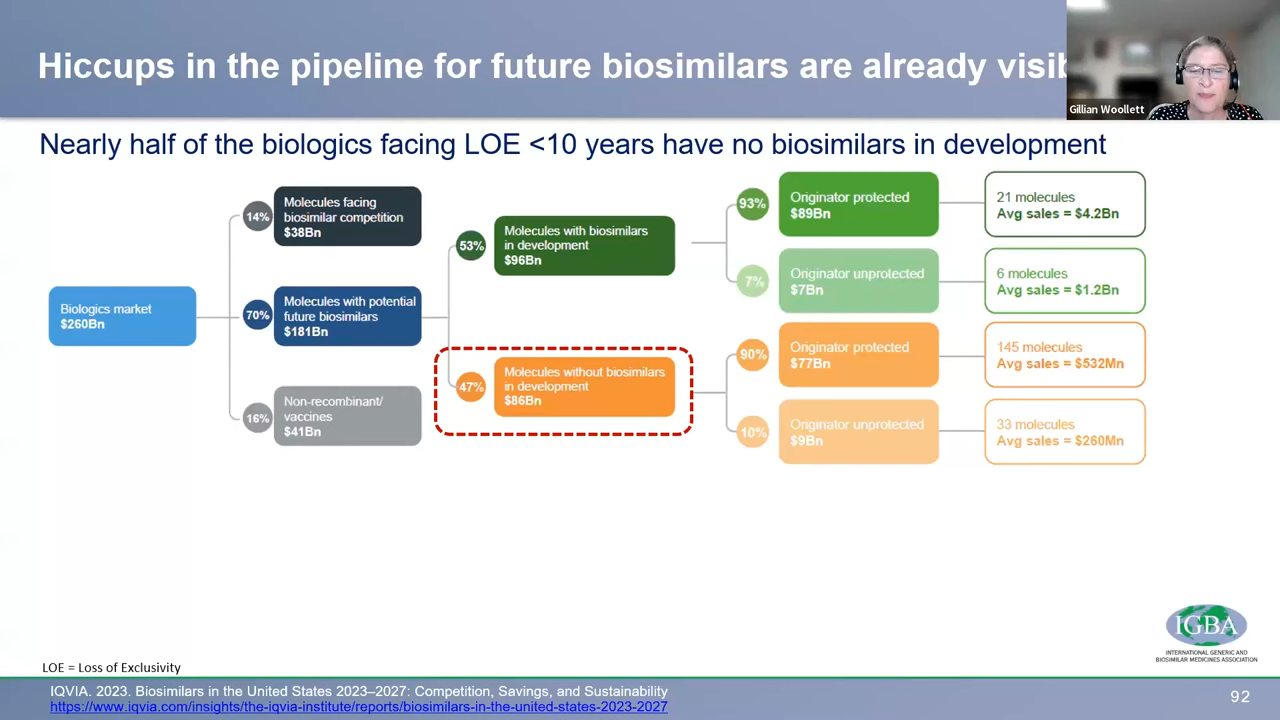 Hiccups in the pipeline for future biosimilars are already
Gillian Woollett
Nearly half of the biologics facing LOE <10 years have no biosimilars in development
Biologics market
$260Bn
14%
Molecules facing
biosimilar competition
$38Bn
70%
Molecules with potential
future biosimilars
$181Bn
16%
Non-recombinant/
vaccines
$41Bn
53%
Molecules with biosimilars
in development
$96Bn
47%
Molecules without biosimilars
in development
$86Bn
93%
Originator protected
$89Bn
21 molecules
Avg sales = $4.2Bn
7%
Originator unprotected
$7Bn
6 molecules
Avg sales = $1.2Bn
90%
Originator protected
$77Bn
145 molecules
Avg sales = $532Mn
10%
Originator unprotected
$9Bn
33 molecules
Avg sales = $260Mn
IGBA
INTERNATIONAL GENERIC AND
BIOSIMILAR MEDICINES ASSOCIATION
LOE = Loss of Exclusivity
IQVIA. 2023. Biosimilars in the United States 2023–2027: Competition, Savings, and Sustainability
https://www.iqvia.com/insights/the-iqvia-institute/reports/biosimilars-in-the-united-states-2023-2027
92